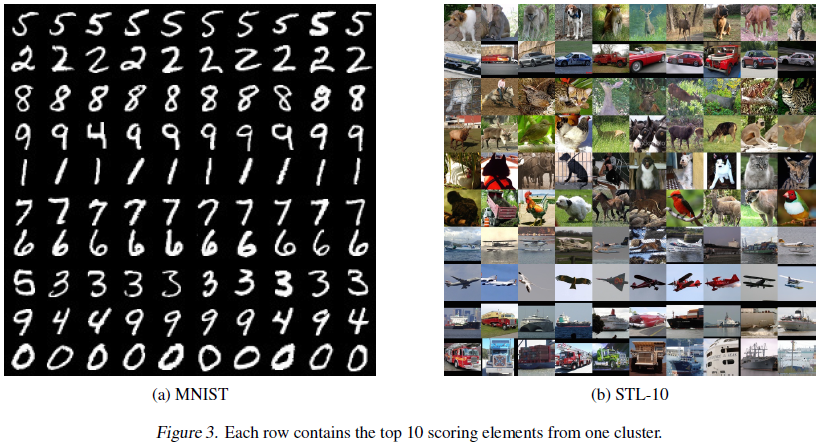 5 5 5 5 5 5 5 5 5 5
2 2 2 2 2 2 2 2 2 2
8 8 8 8 8 8 8 8 8 8
9 9 4 9 9 9 9 9 9 9
1 1 1 1 1 1 1 1 1 1
7 7 7 7 7 7 7 7 7 7
6 6 6 6 6 6 6 6 6 6
5 3 3 3 3 3 3 3 3 3
9 4 4 9 9 9 9 4 9 4
0 0 0 0 0 0 0 0 0 0
(a) MNIST
(b) STL-10
Figure 3. Each row contains the top 10 scoring elements from one cluster.